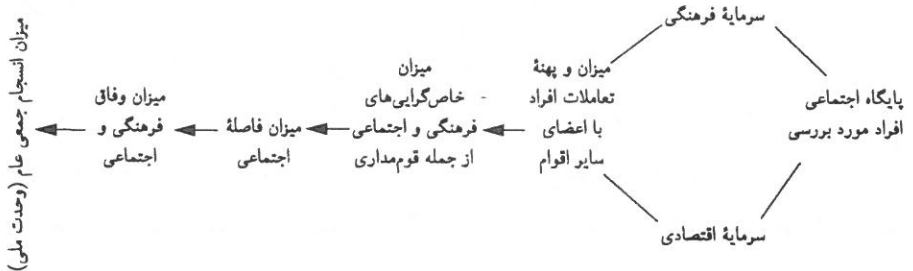 سرمایهٔ فرهنگی
پایگاه اجتماعی
افراد مورد بررسی
سرمایهٔ اقتصادی
میزان و پهنهٔ
تعاملات افراد
با اعضای
سایر اقوام
میزان
خاص‌گرایی‌های
فرهنگی و اجتماعی
از جمله قوم‌مداری
میزان فاصلهٔ
اجتماعی
میزان وفاق
فرهنگی و
اجتماعی
میزان انسجام جمعی عام (وحدت ملی)